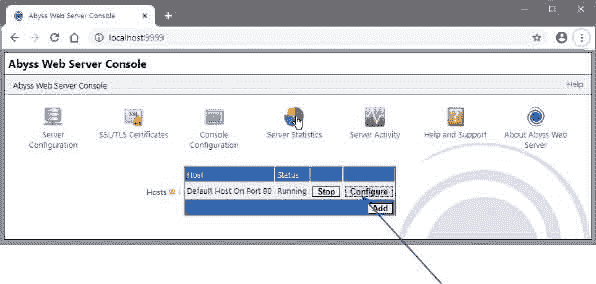 Abyss Web Server Console
localhost:9999
Abyss Web Server Console
Abyss Web Server Console
Help
Server
Configuration
SSL/TLS Certificates
Console
Configuration
Server Statistics
Server Activity
Help and Support
About Abyss Web
Server
Host Status
Hosts
Default Host On Port 80 Running Stop Configure
Add